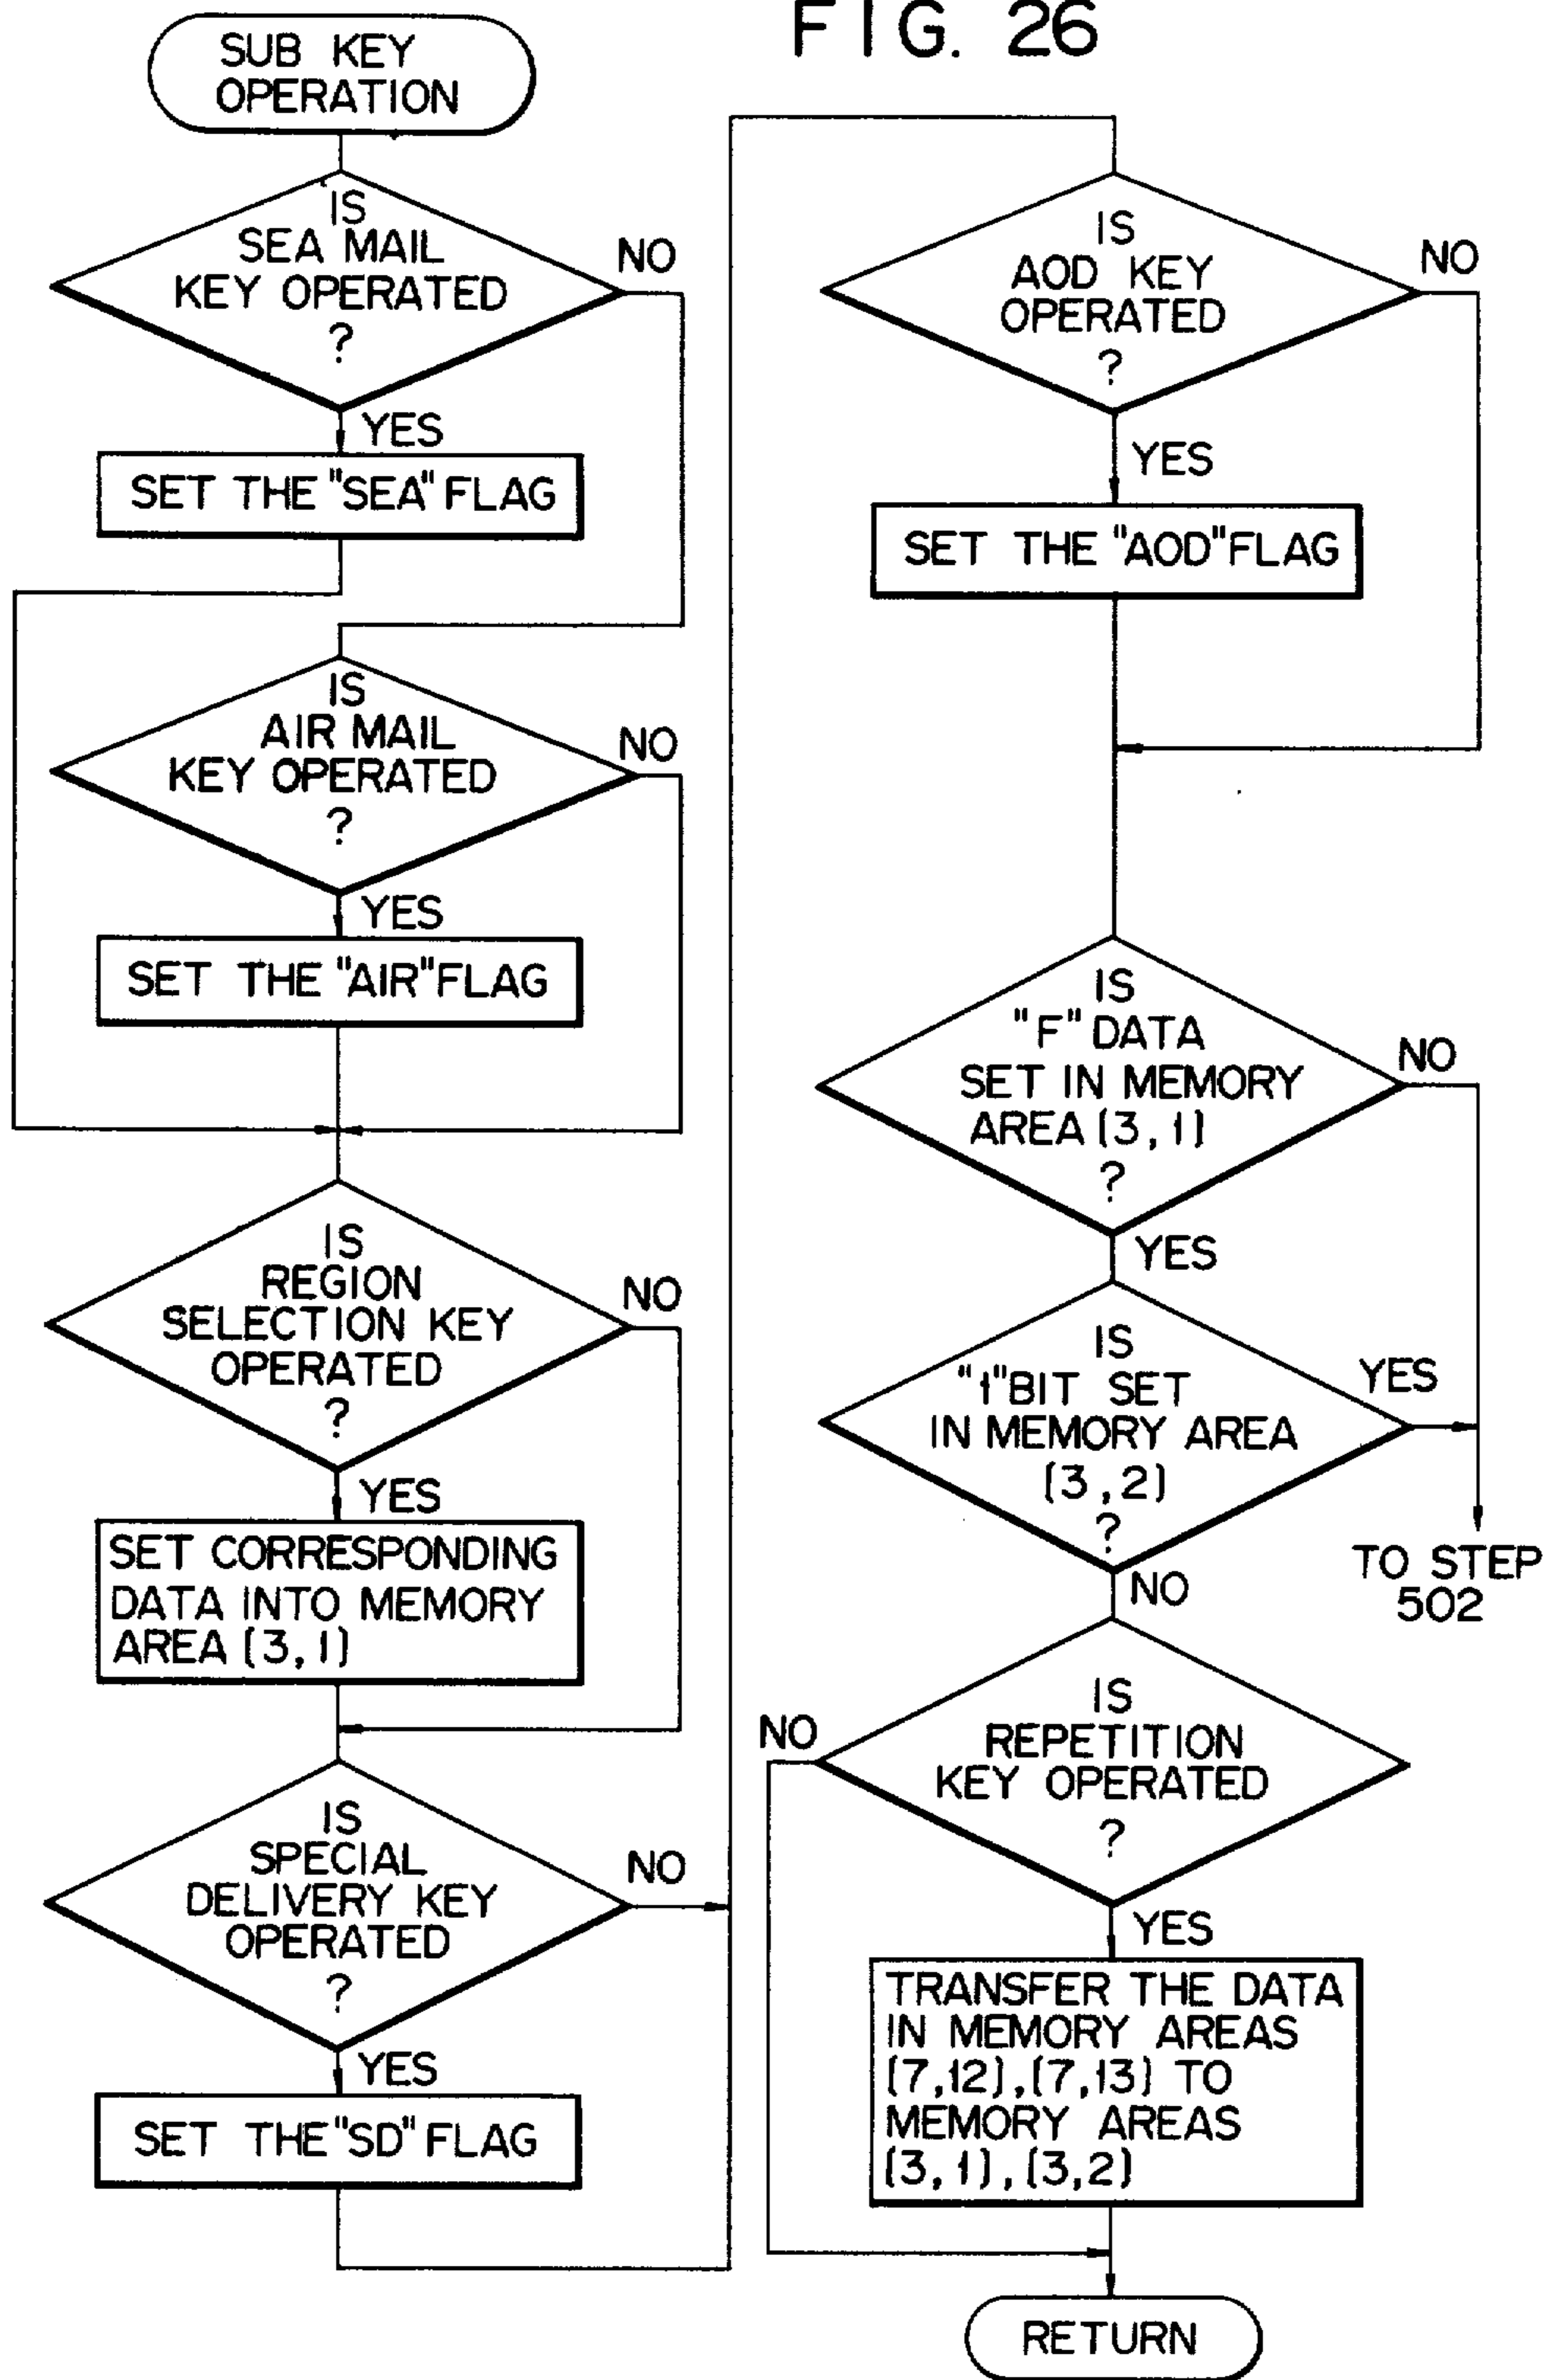 FIG. 26
SUB KEY
OPERATION
IS
SEA MAIL
KEY OPERATED
?
NO
YES
SET THE "SEA" FLAG
IS
AIR MAIL
KEY OPERATED
?
NO
YES
SET THE "AIR" FLAG
IS
REGION
SELECTION KEY
OPERATED
?
NO
YES
SET CORRESPONDING
DATA INTO MEMORY
AREA (3, 1)
IS
SPECIAL
DELIVERY KEY
OPERATED
?
NO
YES
SET THE "SD" FLAG
IS
AOD KEY
OPERATED
?
NO
YES
SET THE "AOD" FLAG
IS
"F" DATA
SET IN MEMORY
AREA (3, 1)
?
NO
YES
IS
"1" BIT SET
IN MEMORY AREA
(3, 2)
?
YES
TO STEP
502
NO
IS
REPETITION
KEY OPERATED
?
NO
YES
TRANSFER THE DATA
IN MEMORY AREAS
(7,12), (7,13) TO
MEMORY AREAS
(3, 1), (3,2)
RETURN